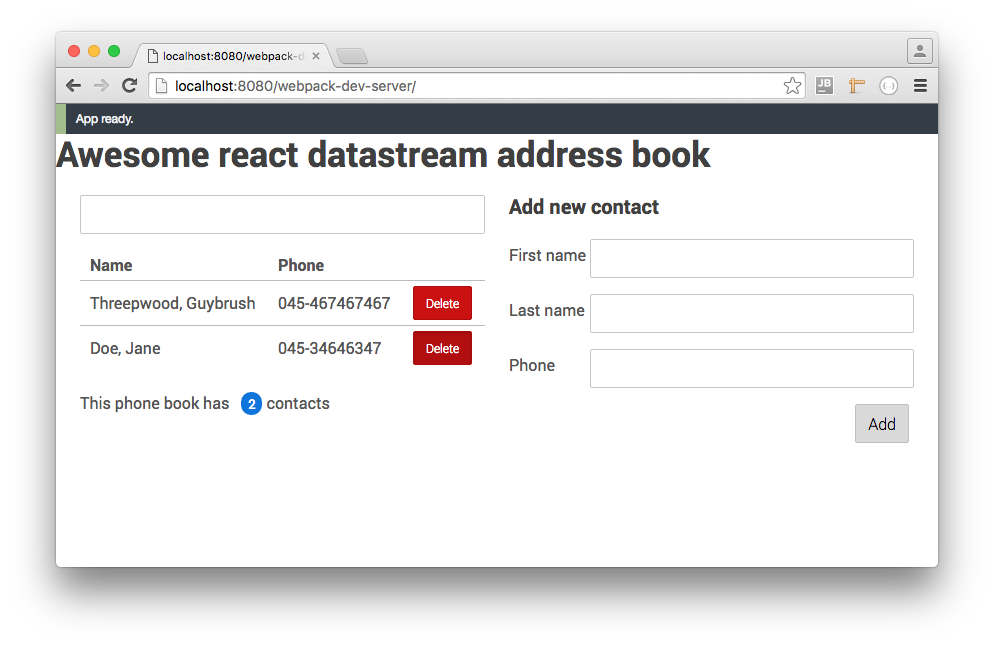 localhost:8080/webpack-d
localhost:8080/webpack-dev-server/
JB
App ready.
Awesome react datastream address book
Name Phone
Threepwood, Guybrush 045-467467467 Delete
Doe, Jane 045-34646347 Delete
This phone book has 2 contacts
Add new contact
First name
Last name
Phone
Add